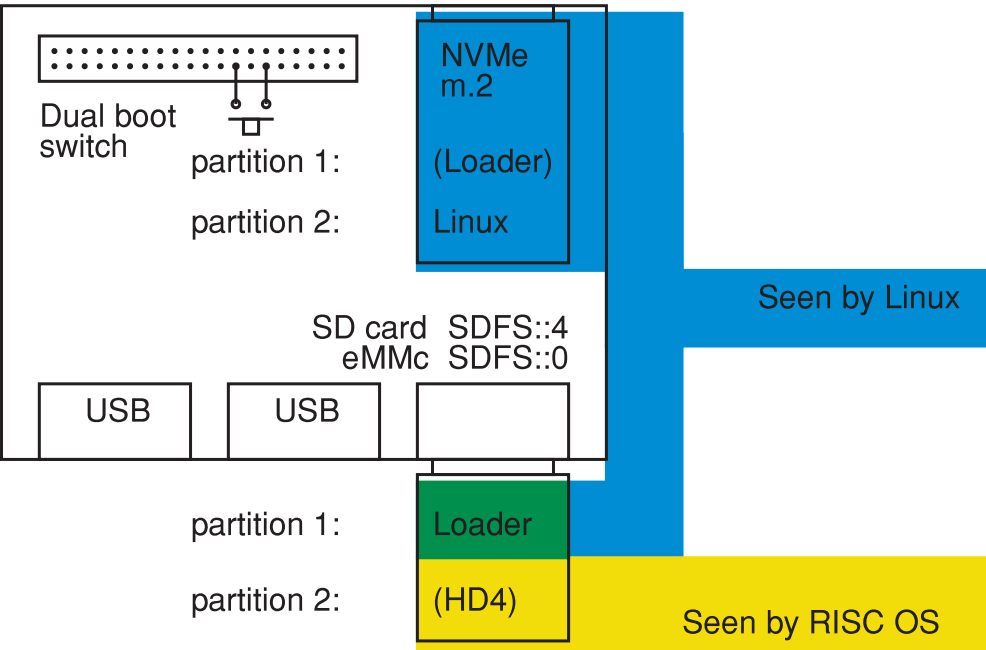 NVMe
m.2
Dual boot
switch
partition 1: (Loader)
partition 2: Linux
Seen by Linux
SD card SDFS::4
eMMc SDFS::0
USB USB
partition 1: Loader
partition 2: (HD4)
Seen by RISC OS